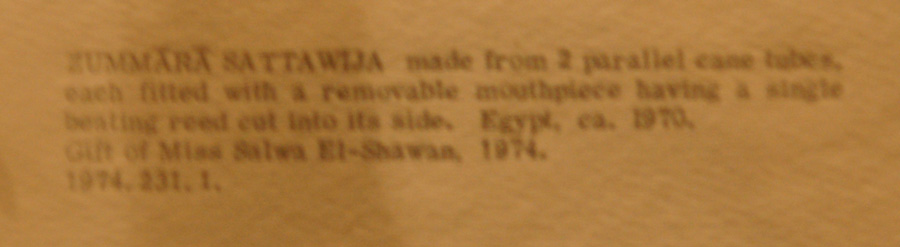 ZUMMĀRĀ SATTAWIJA made from 2 parallel cane tubes,
each fitted with a removable mouthpiece having a single
beating reed cut into its side. Egypt, ca. 1970.
Gift of Miss Salwa El-Shawan, 1974.
1974.231.1.